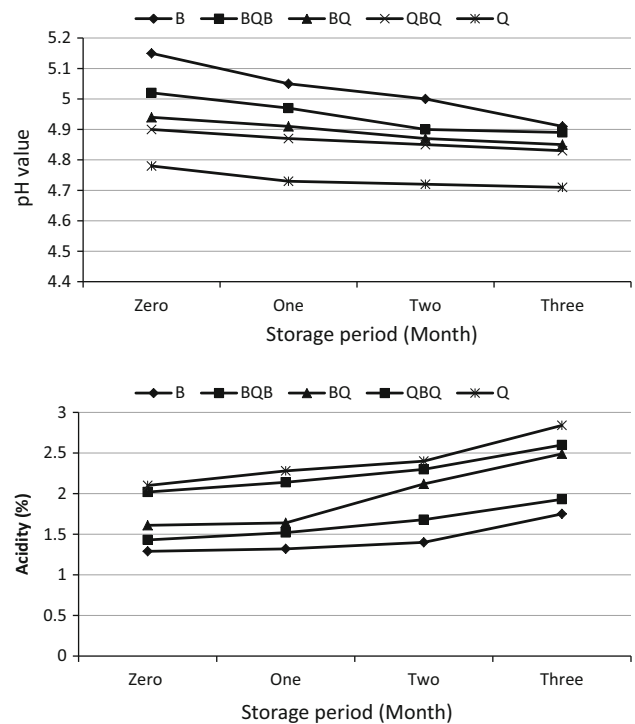 B BQB BQ QBQ Q
5.2
5.1
5
4.9
4.8
4.7
4.6
4.5
4.4
pH value
Zero One Two Three
Storage period (Month)
B BQB BQ QBQ Q
3
2.5
2
1.5
1
0.5
0
Acidity (%)
Zero One Two Three
Storage period (Month)